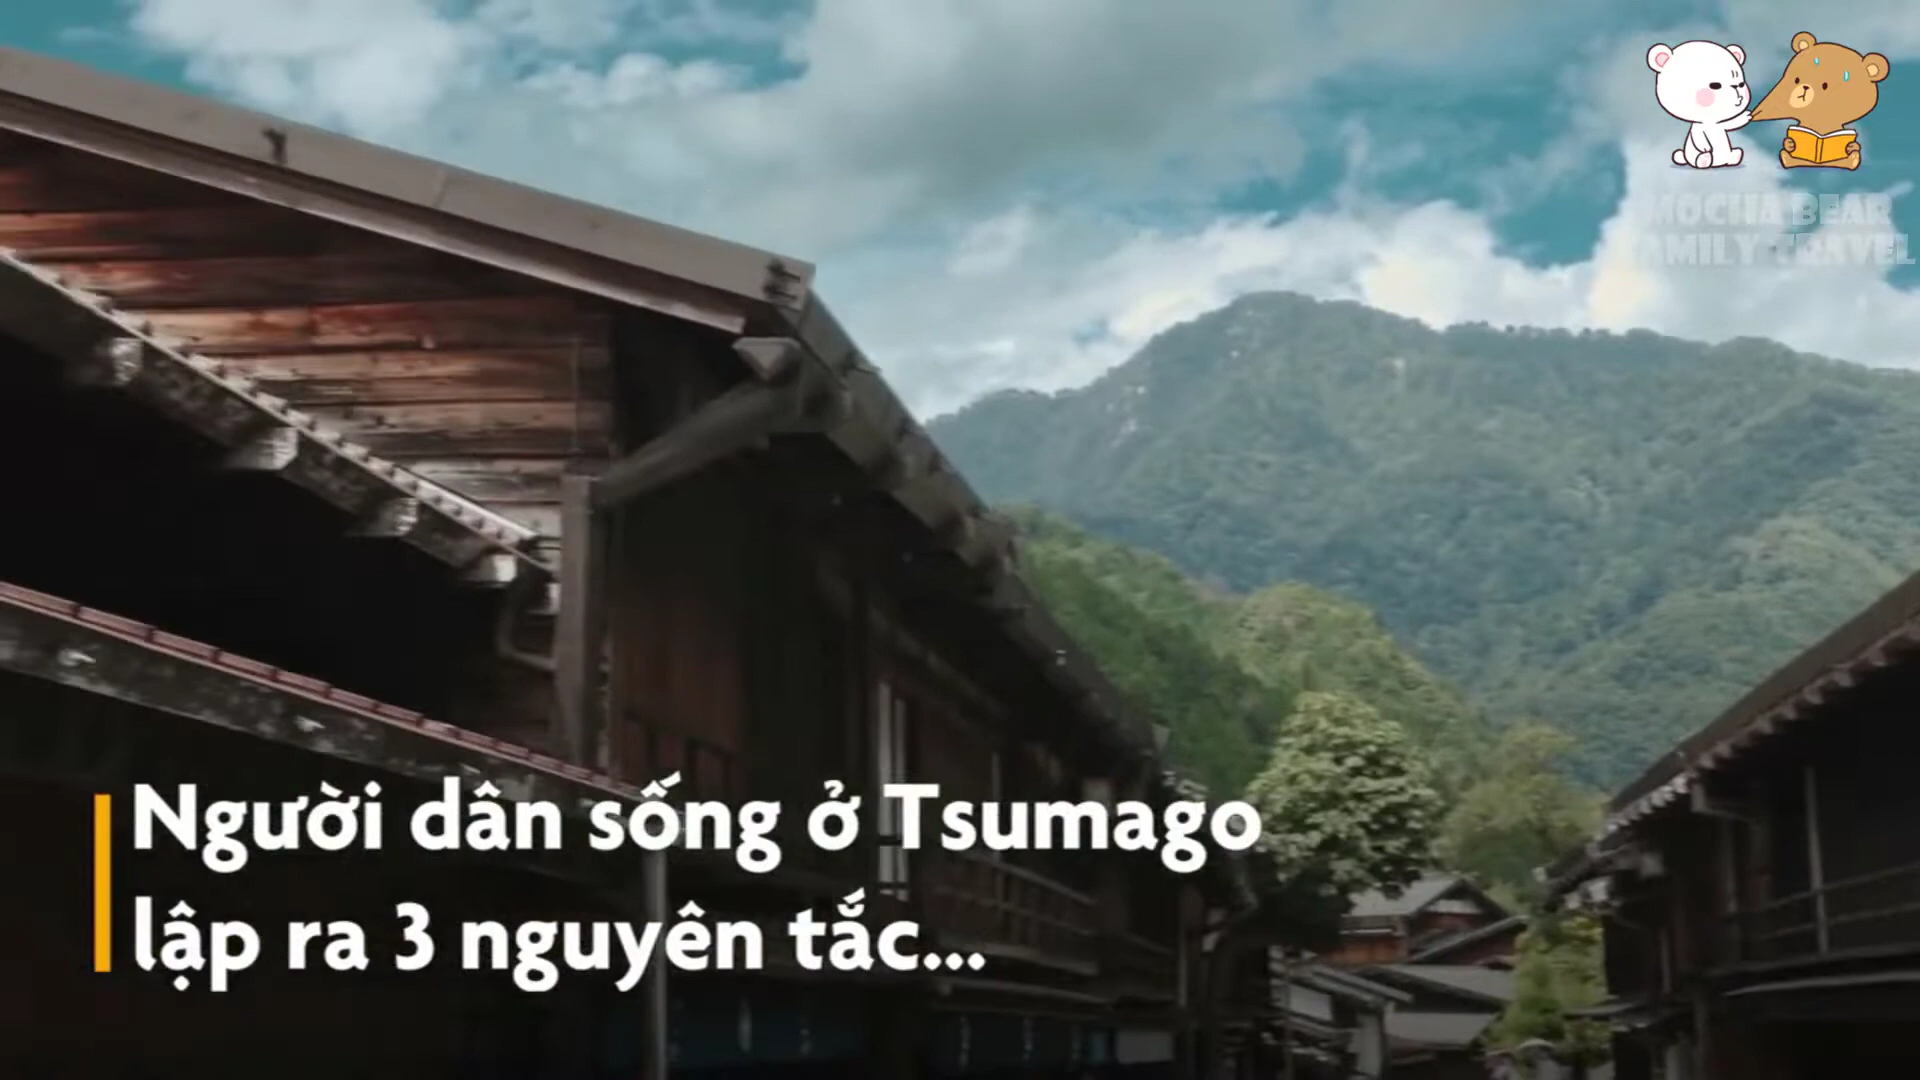 MOCHA BEAR
FAMILY TRAVEL
Người dân sống ở Tsumago
lập ra 3 nguyên tắc...